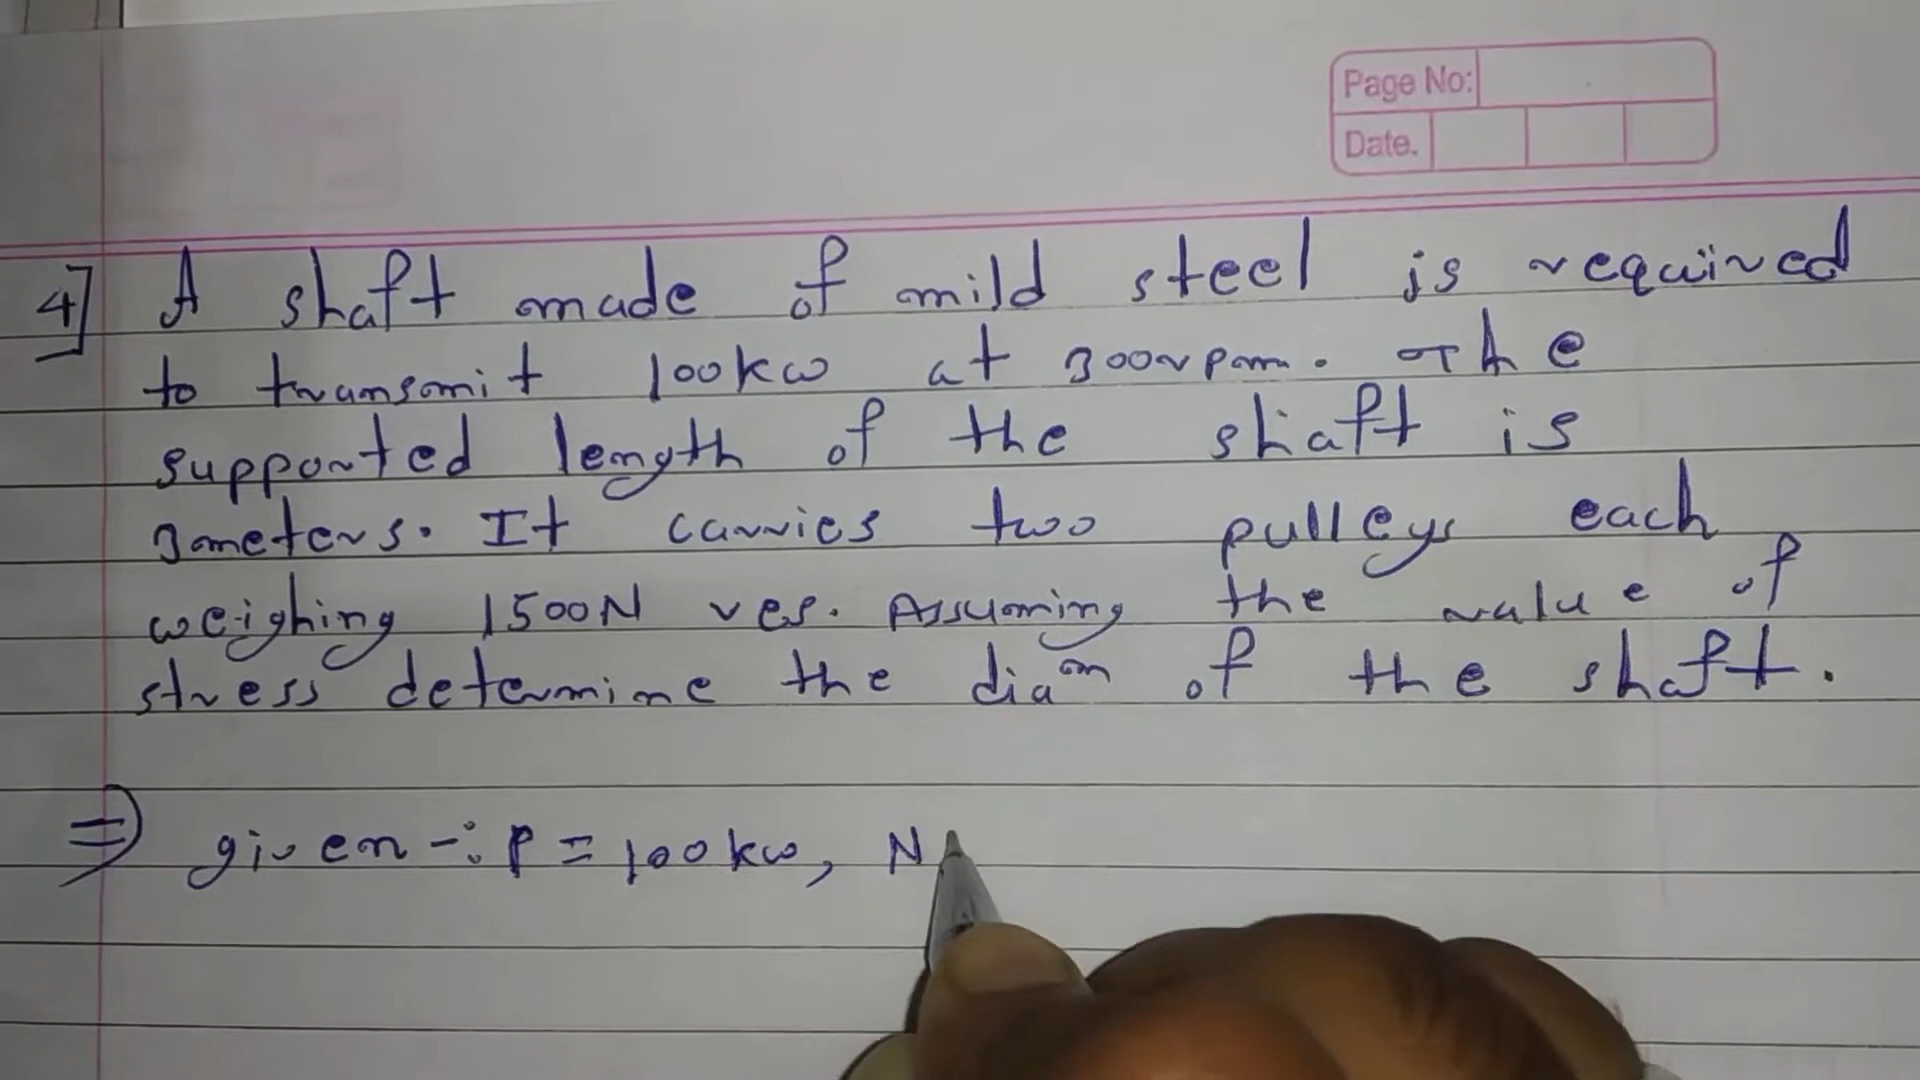 Page No:
Date.
4] A shaft made of mild steel is required
to transmit 100kw at 300rpm. The
supported length of the shaft is
3meters. It carries two pulleys each
weighing 1500N res. Assuming the value of
stress determine the diam of the shaft.
⇒ given -: P = 100kw, N